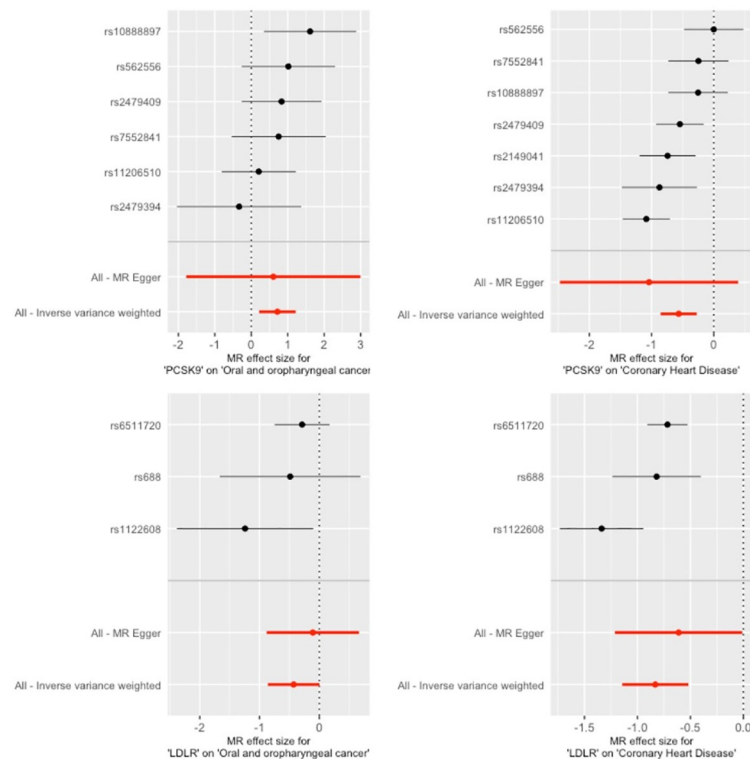 rs10888897
rs562556
rs2479409
rs7552841
rs11206510
rs2479394
All - MR Egger
All - Inverse variance weighted
-2 -1 0 1 2 3
MR effect size for
'PCSK9' on 'Oral and oropharyngeal cancer
rs562556
rs7552841
rs10888897
rs2479409
rs2149041
rs2479394
rs11206510
All - MR Egger
All - Inverse variance weighted
-2 -1 0
MR effect size for
'PCSK9' on 'Coronary Heart Disease'
rs6511720
rs688
rs1122608
All - MR Egger
All - Inverse variance weighted
-2 -1 0
MR effect size for
'LDLR' on 'Oral and oropharyngeal cancer'
rs6511720
rs688
rs1122608
All - MR Egger
All - Inverse variance weighted
-1.5 -1.0 -0.5 0.0
MR effect size for
'LDLR' on 'Coronary Heart Disease'